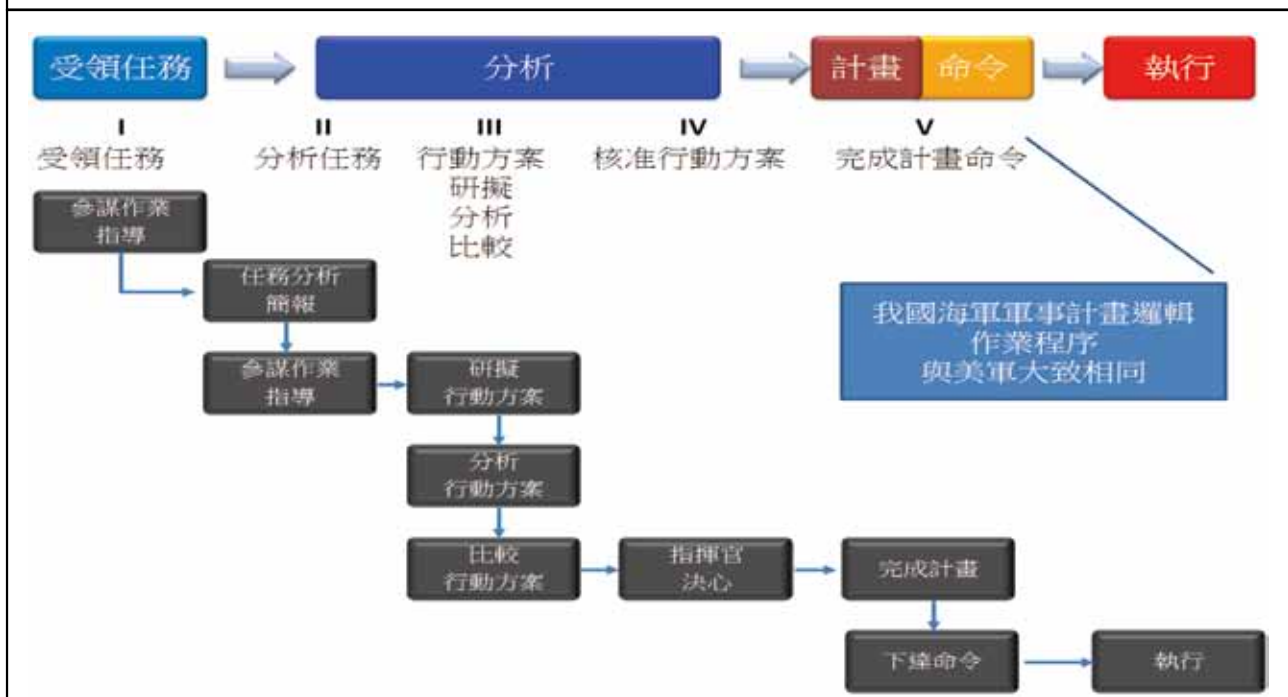 受領任務
分析
計畫
命令
執行
I
II
III
IV
V
受領任務
分析任務
行動方案
研擬
分析
比較
核准行動方案
完成計畫命令
參謀作業
指導
任務分析
簡報
參謀作業
指導
研擬
行動方案
我國海軍軍事計畫邏輯
作業程序
與美軍大致相同
分析
行動方案
比較
行動方案
指揮官
決心
完成計畫
下達命令
執行